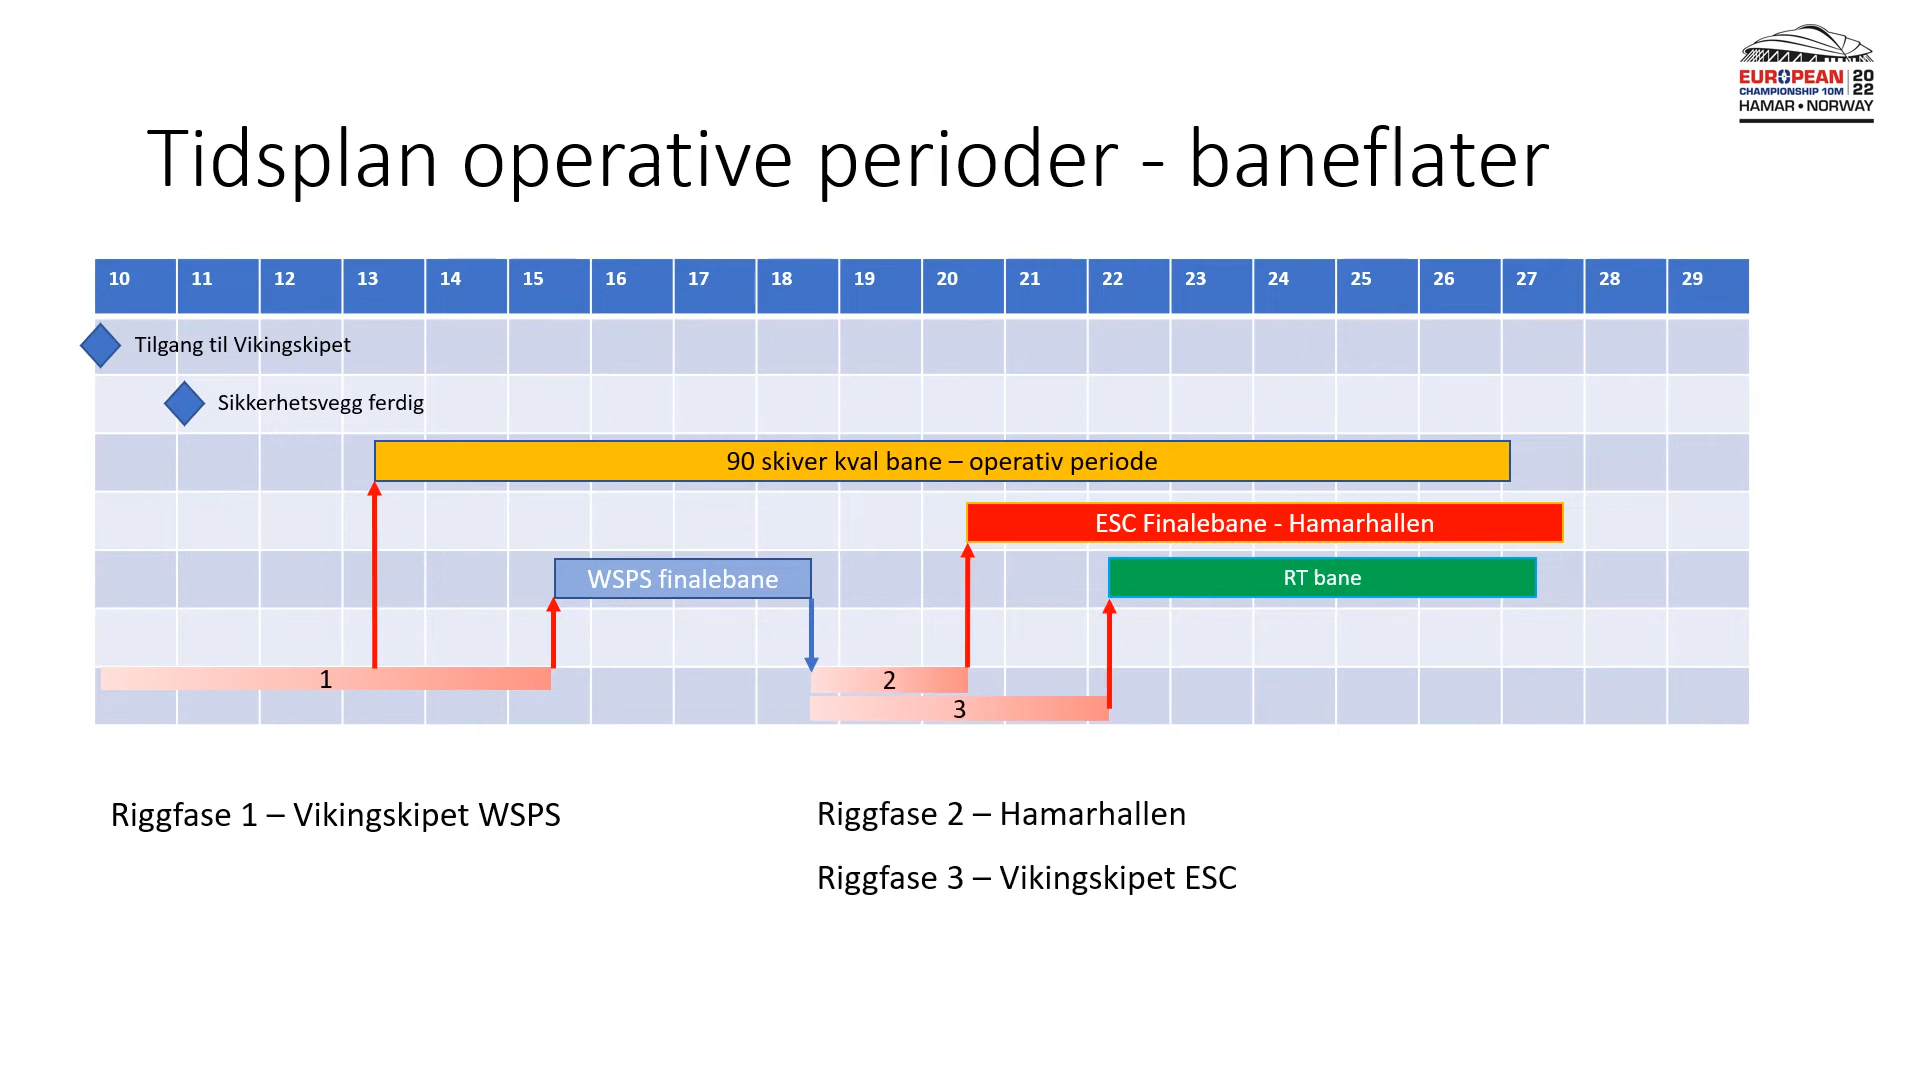 EUROPEAN 20
CHAMPIONSHIP 10M 22
HAMAR • NORWAY
Tidsplan operative perioder - baneflater
10 11 12 13 14 15 16 17 18 19 20 21 22 23 24 25 26 27 28 29
Tilgang til Vikingskipet
Sikkerhetsvegg ferdig
90 skiver kval bane – operativ periode
ESC Finalebane - Hamarhallen
WSPS finalebane
RT bane
1
2
3
Riggfase 1 – Vikingskipet WSPS
Riggfase 2 – Hamarhallen
Riggfase 3 – Vikingskipet ESC